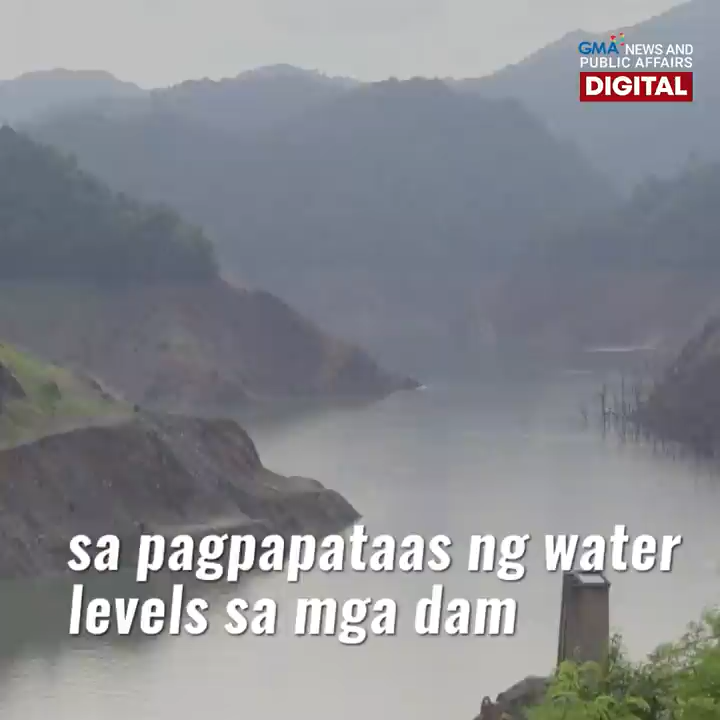 GMA NEWS AND
PUBLIC AFFAIRS
DIGITAL
sa pagpapataas ng water
levels sa mga dam